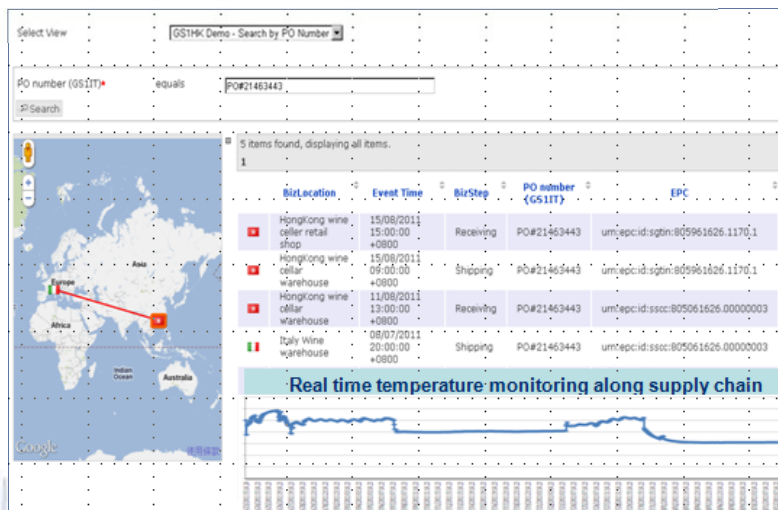 Select View
GS1HK Demo - Search by PO Number
PO number (GS1IT)*
equals
PO#21463443
Search
5 items found, displaying all items.
1
BizLocation
Event Time
BizStep
PO number
{GS1IT}
EPC
HongKong wine
celler retail
shop
15/08/2011
15:00:00
+0800
Receiving
PO#21463443
urn:epc:id:sgtin:805961626.1170.1
HongKong wine
cellar
warehouse
15/08/2011
09:00:00
+0800
Shipping
PO#21463443
urn:epc:id:sgtin:805961626.1170.1
HongKong wine
cellar
warehouse
11/08/2011
13:00:00
+0800
Receiving
PO#21463443
urn:epc:id:sscc:805061626.00000003
Italy Wine
warehouse
08/07/2011
20:00:00
+0800
Shipping
PO#21463443
urn:epc:id:sscc:805061626.00000003
Asia
Europe
Africa
Indian
Ocean
Australia
Google
Real time temperature monitoring along supply chain